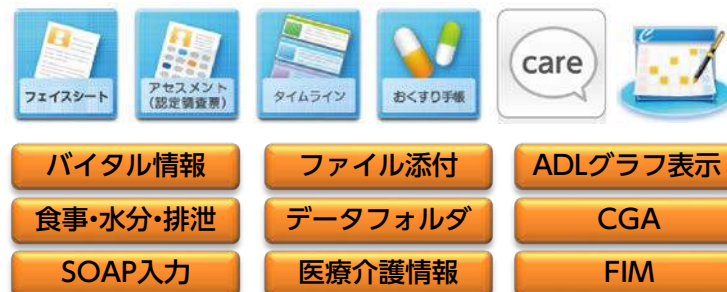 フェイスシート
アセスメント
(認定調査票)
タイムライン
おくすり手帳
care
バイタル情報
ファイル添付
ADLグラフ表示
食事･水分･排泄
データフォルダ
CGA
SOAP入力
医療介護情報
FIM